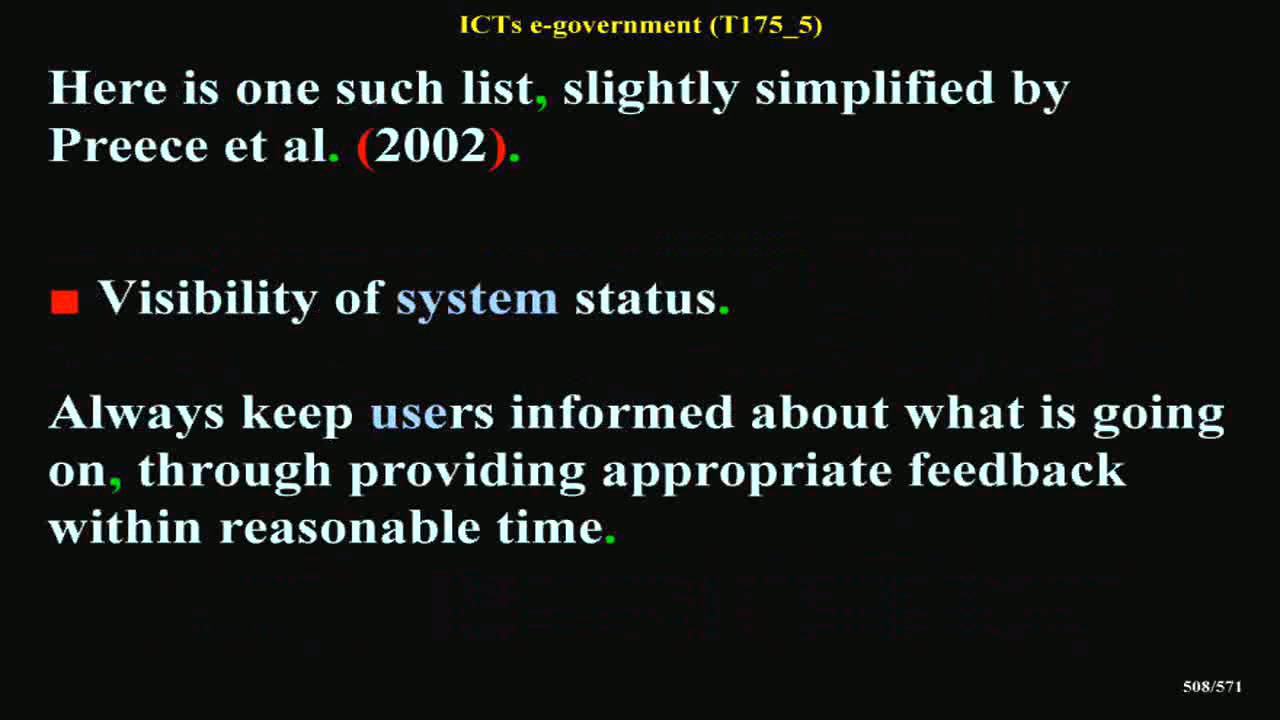 ICTs e-government (T175_5)
Here is one such list, slightly simplified by
Preece et al. (2002).
Visibility of system status.
Always keep users informed about what is going
on, through providing appropriate feedback
within reasonable time.
508/571